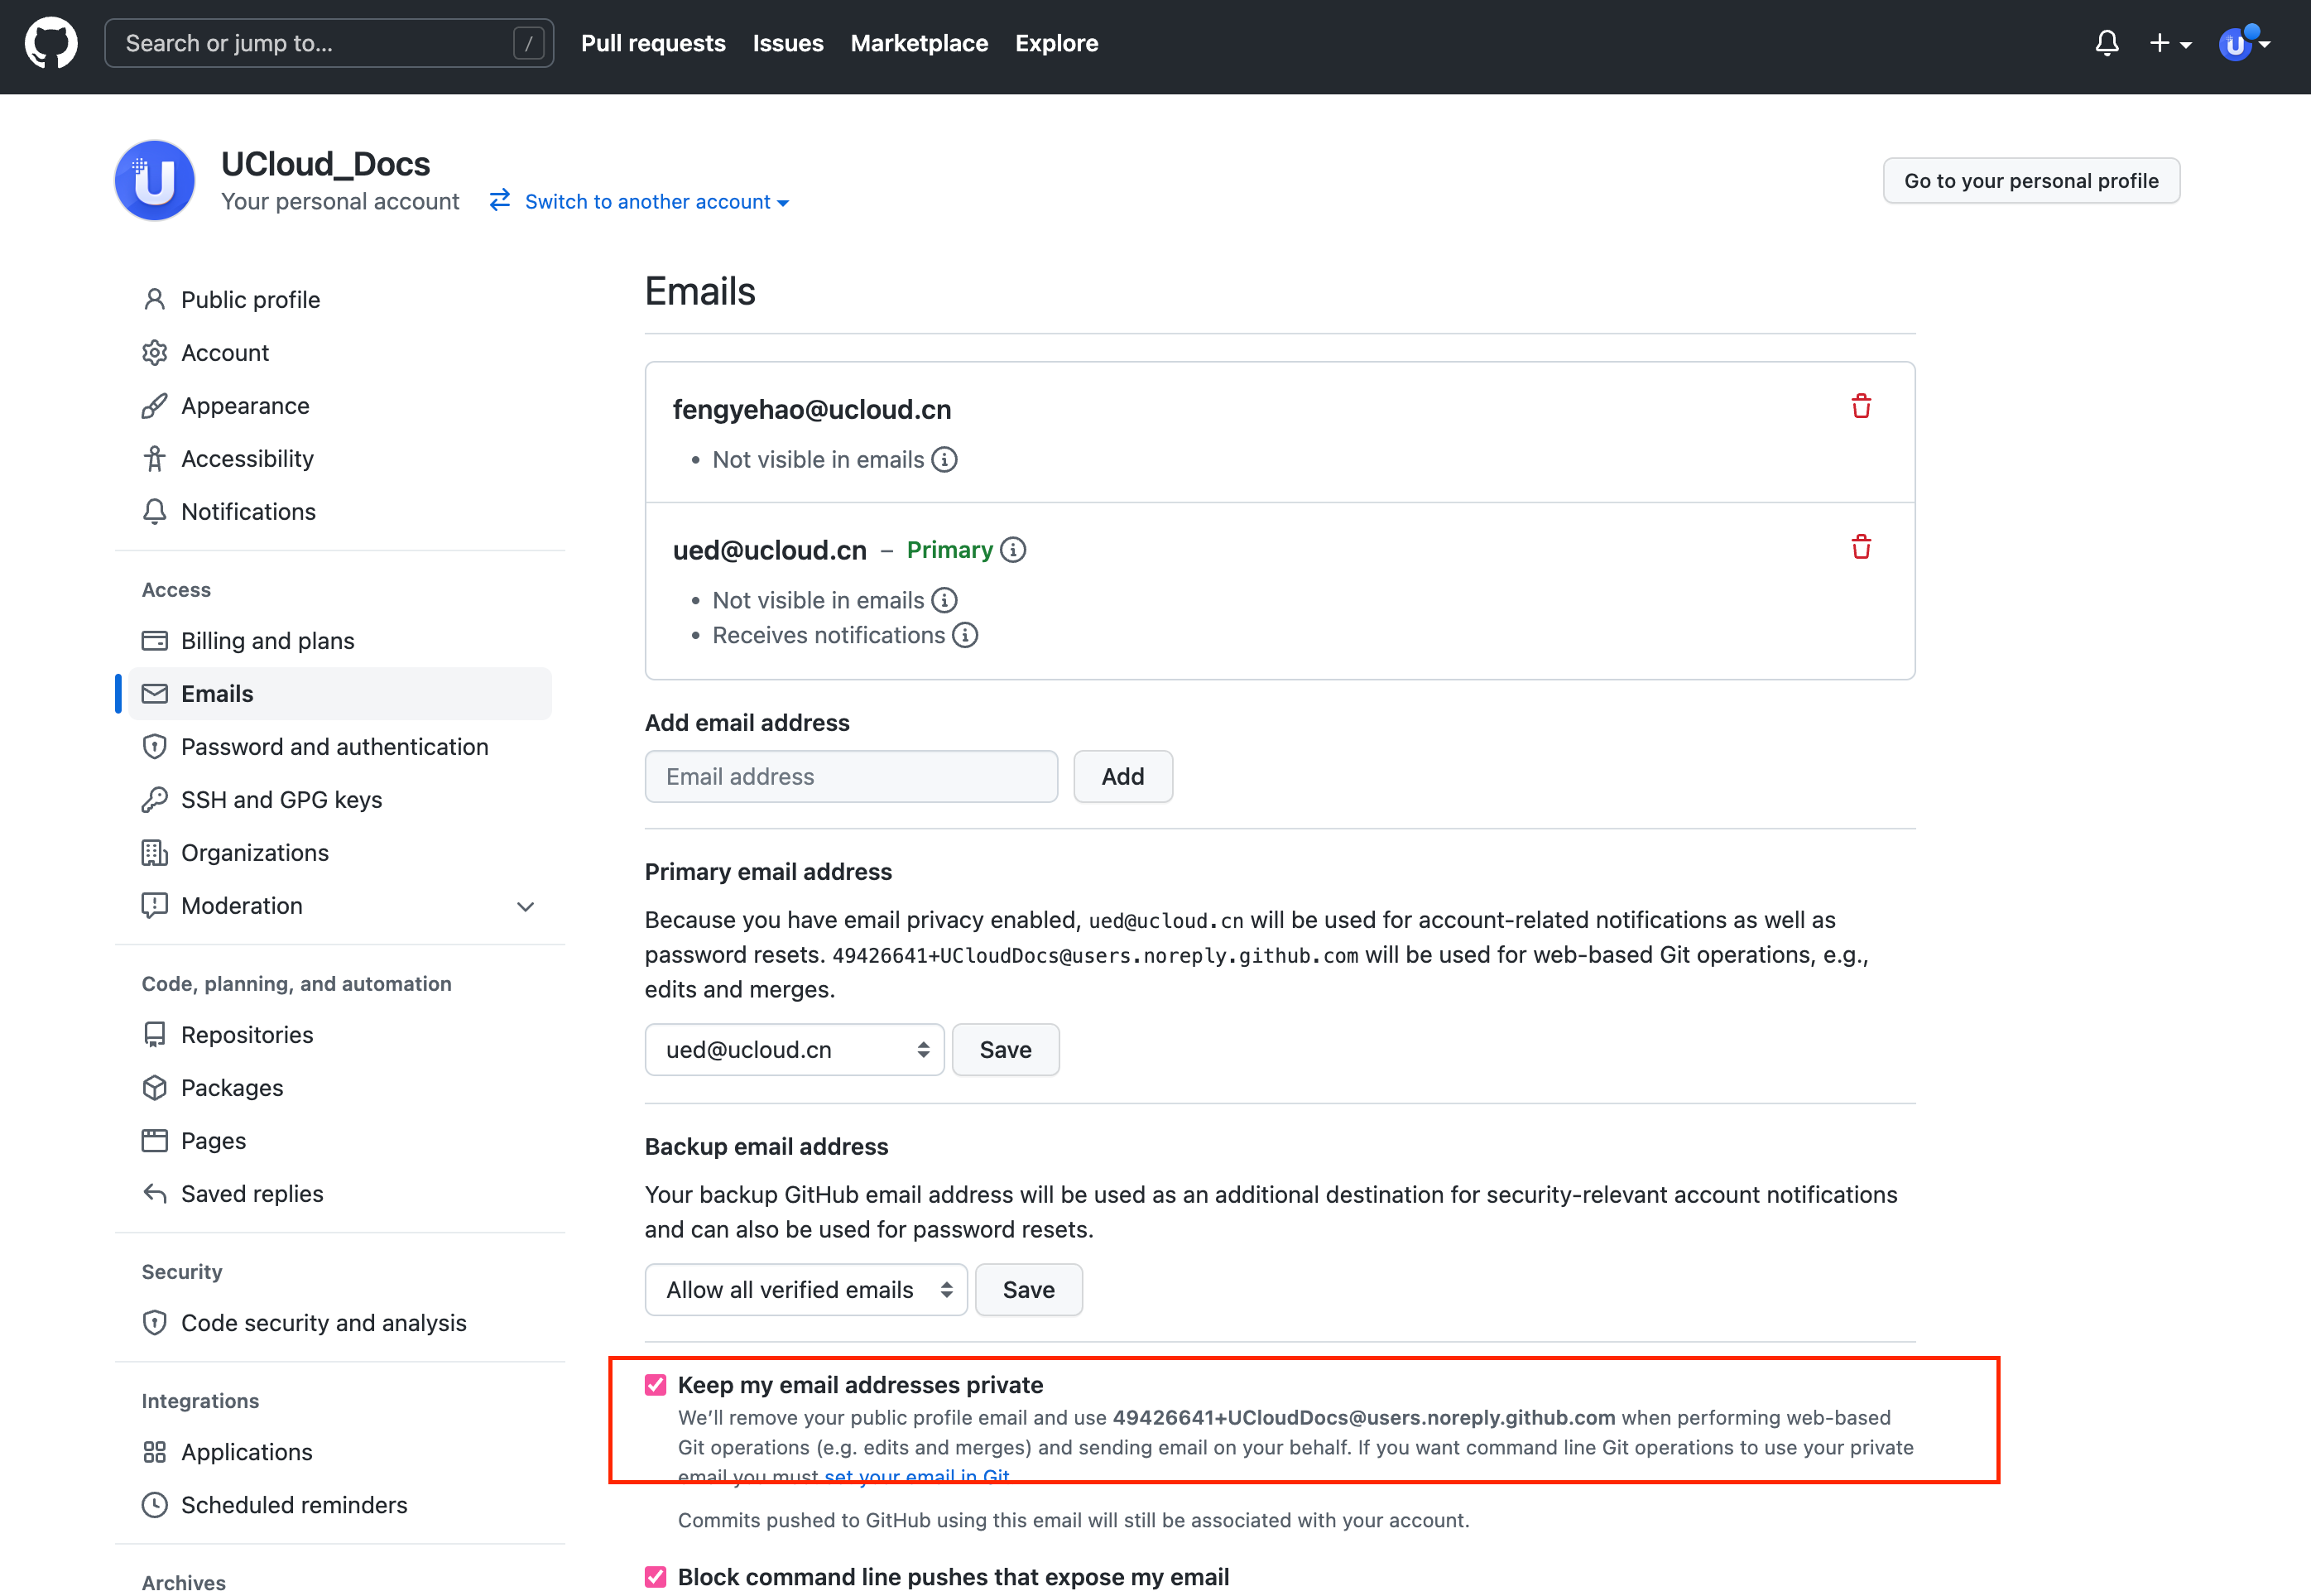 Search or jump to...
/
Pull requests
Issues
Marketplace
Explore
UCloud_Docs
Your personal account
Switch to another account
Go to your personal profile
Public profile
Account
Appearance
Accessibility
Notifications
Access
Billing and plans
Emails
Password and authentication
SSH and GPG keys
Organizations
Moderation
Code, planning, and automation
Repositories
Packages
Pages
Saved replies
Security
Code security and analysis
Integrations
Applications
Scheduled reminders
Archives
Emails
fengyehao@ucloud.cn
• Not visible in emails
ued@ucloud.cn – Primary
• Not visible in emails
• Receives notifications
Add email address
Email address
Add
Primary email address
Because you have email privacy enabled, ued@ucloud.cn will be used for account-related notifications as well as
password resets. 49426641+UCloudDocs@users.noreply.github.com will be used for web-based Git operations, e.g.,
edits and merges.
ued@ucloud.cn
Save
Backup email address
Your backup GitHub email address will be used as an additional destination for security-relevant account notifications
and can also be used for password resets.
Allow all verified emails
Save
Keep my email addresses private
We’ll remove your public profile email and use 49426641+UCloudDocs@users.noreply.github.com when performing web-based
Git operations (e.g. edits and merges) and sending email on your behalf. If you want command line Git operations to use your private
email you must set your email in Git
Commits pushed to GitHub using this email will still be associated with your account.
Block command line pushes that expose my email